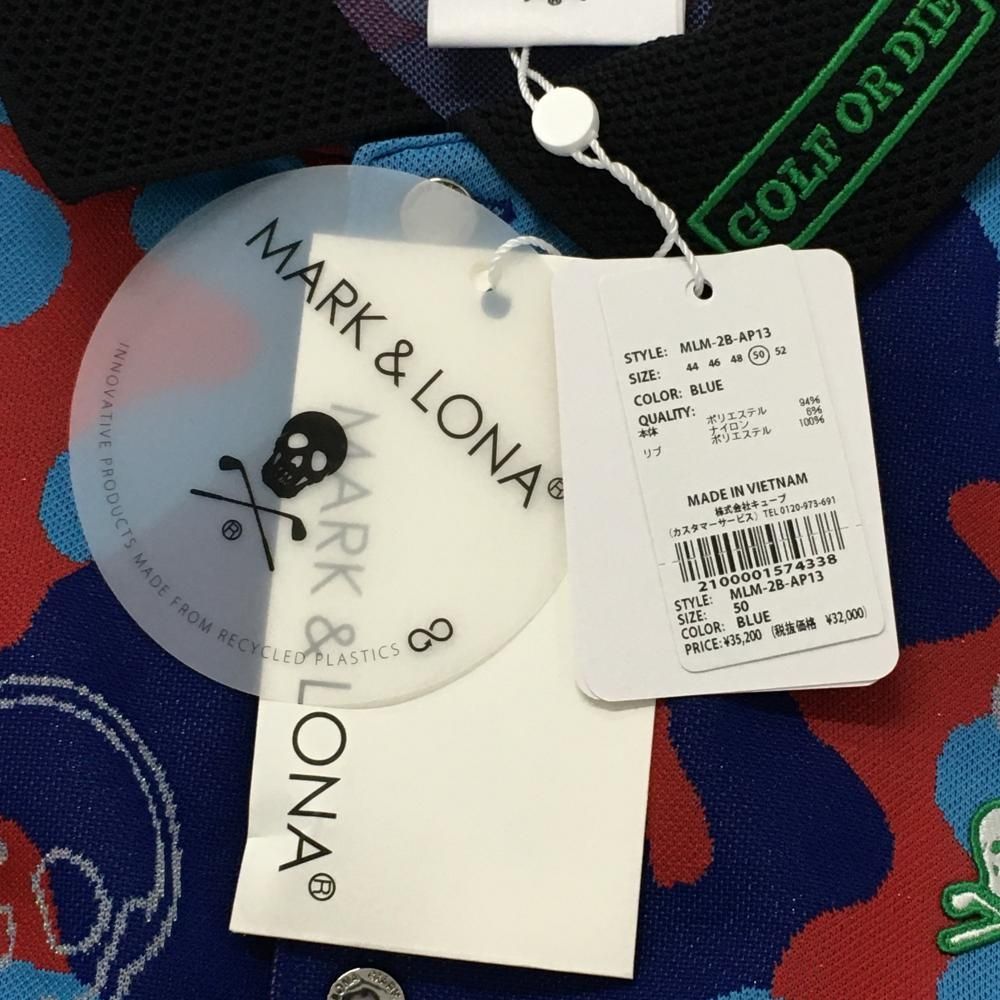 GOLF OR DIE
MARK & LONA®
®
INNOVATIVE PRODUCTS MADE FROM RECYCLED PLASTICS
MARK & LONA®
STYLE: MLM-2B-AP13
SIZE: 44 46 48 50 52
COLOR: BLUE
QUALITY:
本体 ポリエステル 94%
ナイロン 6%
リブ ポリエステル 100%
MADE IN VIETNAM
株式会社キューブ
(カスタマーサービス) TEL 0120-973-691
2100001574338
STYLE: MLM-2B-AP13
SIZE: 50
COLOR: BLUE
PRICE: ¥35,200 (税抜価格 ¥32,000)